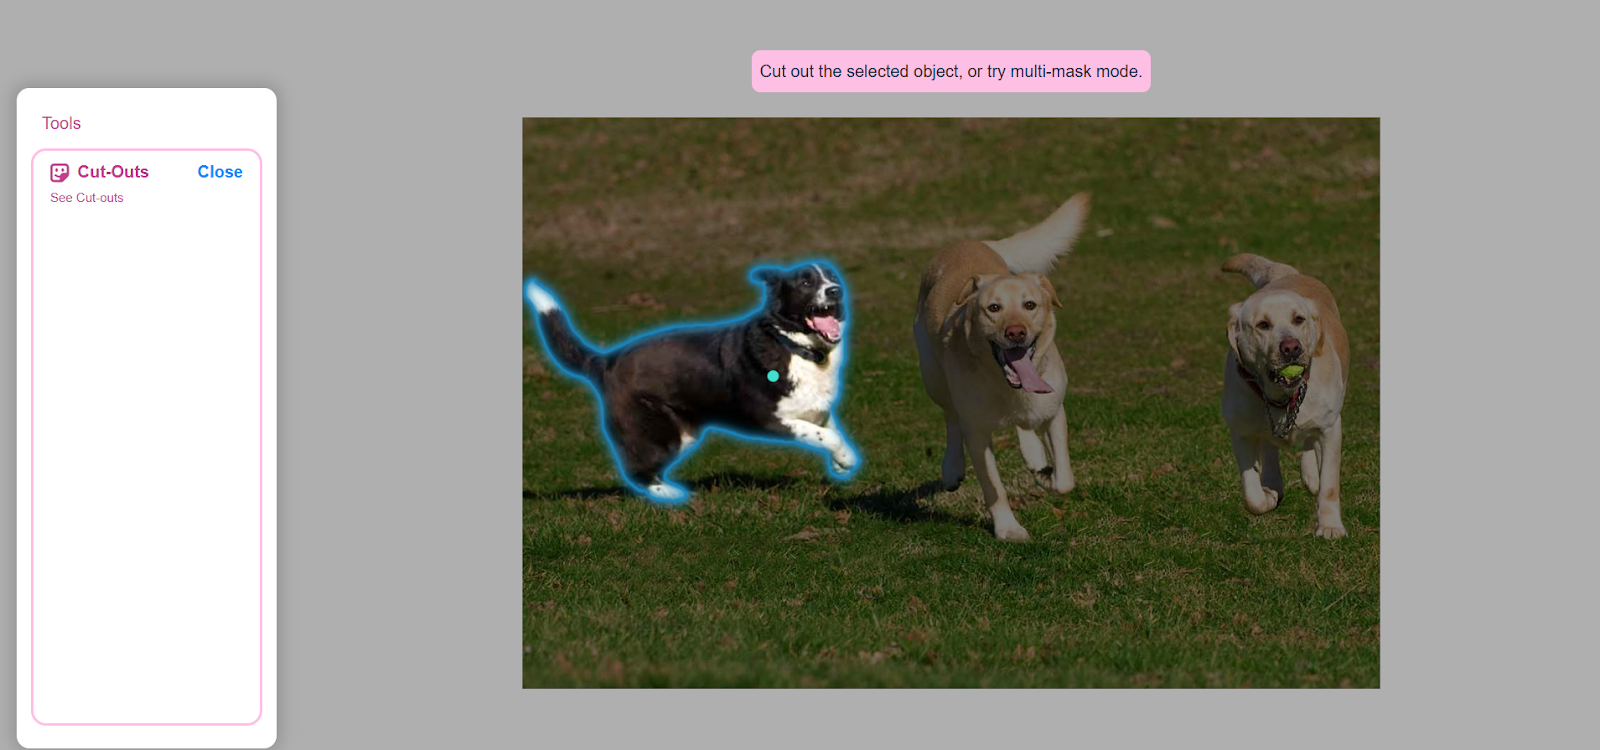 Cut out the selected object, or try multi-mask mode.
Tools
Cut-Outs
Close
See Cut-outs